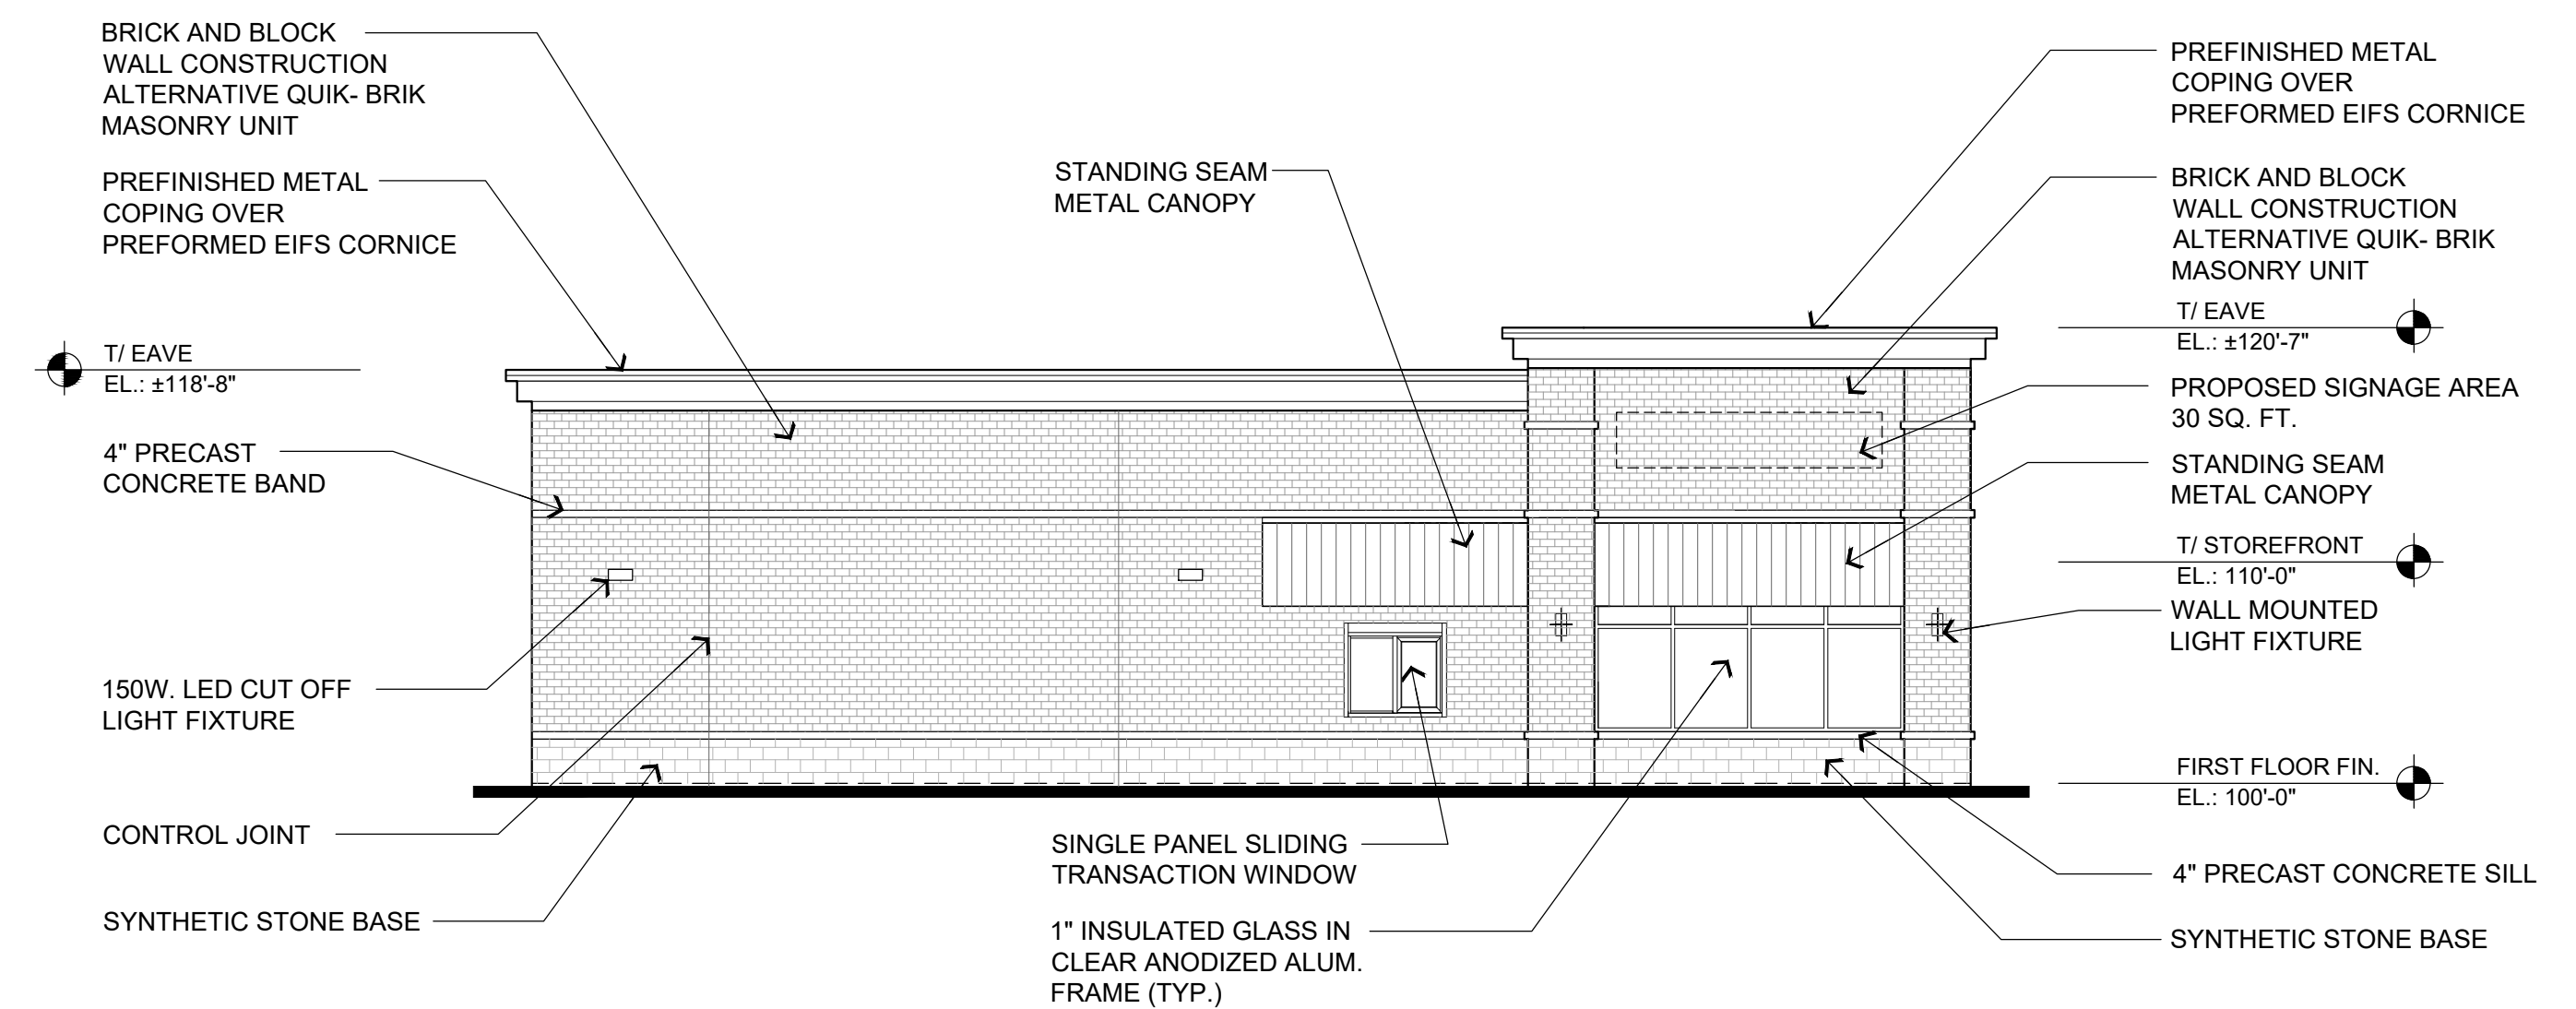 BRICK AND BLOCK
WALL CONSTRUCTION
ALTERNATIVE QUIK- BRIK
MASONRY UNIT
PREFINISHED METAL
COPING OVER
PREFORMED EIFS CORNICE
T/ EAVE
EL.: ±118'-8"
4" PRECAST
CONCRETE BAND
150W. LED CUT OFF
LIGHT FIXTURE
CONTROL JOINT
SYNTHETIC STONE BASE
STANDING SEAM
METAL CANOPY
SINGLE PANEL SLIDING
TRANSACTION WINDOW
1" INSULATED GLASS IN
CLEAR ANODIZED ALUM.
FRAME (TYP.)
PREFINISHED METAL
COPING OVER
PREFORMED EIFS CORNICE
BRICK AND BLOCK
WALL CONSTRUCTION
ALTERNATIVE QUIK- BRIK
MASONRY UNIT
T/ EAVE
EL.: ±120'-7"
PROPOSED SIGNAGE AREA
30 SQ. FT.
STANDING SEAM
METAL CANOPY
T/ STOREFRONT
EL.: 110'-0"
WALL MOUNTED
LIGHT FIXTURE
FIRST FLOOR FIN.
EL.: 100'-0"
4" PRECAST CONCRETE SILL
SYNTHETIC STONE BASE